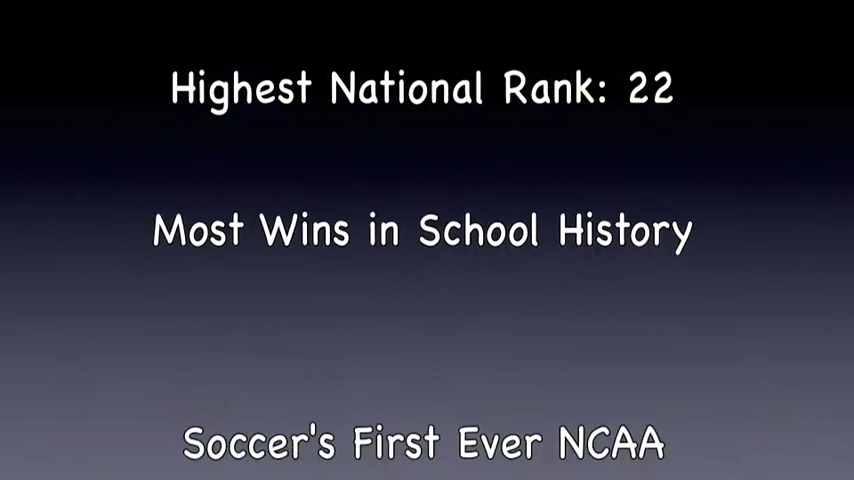 Highest National Rank: 22
Most Wins in School History
Soccer's First Ever NCAA